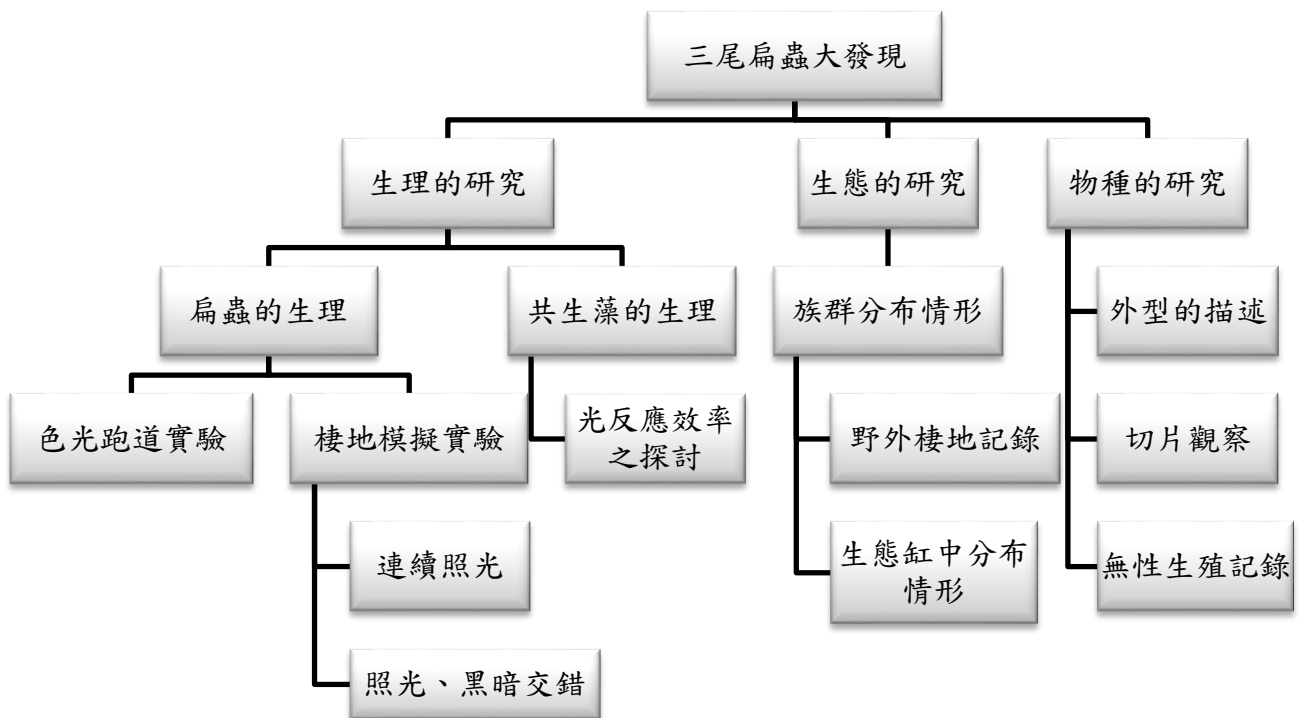 三尾扁蟲大發現
生理的研究
生態的研究
物種的研究
扁蟲的生理
共生藻的生理
族群分布情形
外型的描述
色光跑道實驗
棲地模擬實驗
光反應效率
之探討
野外棲地記錄
切片觀察
連續照光
生態缸中分布
情形
無性生殖記錄
照光、黑暗交錯